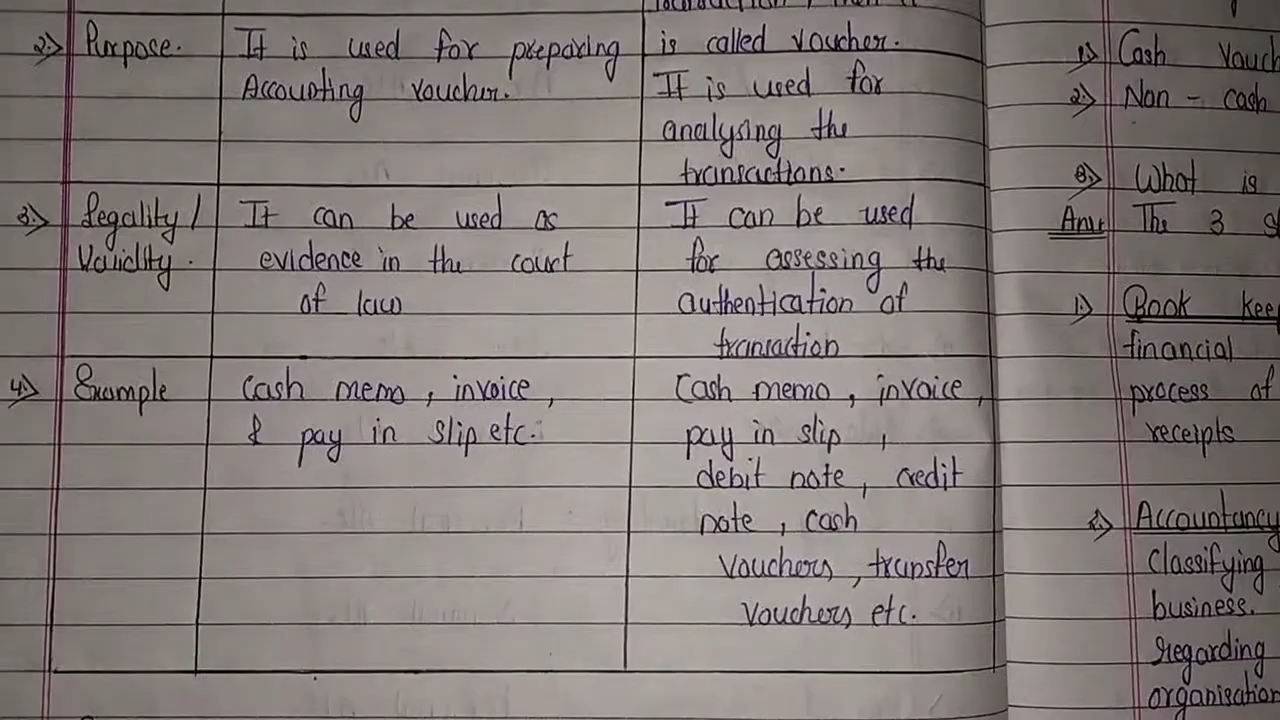 is called voucher.
2> Purpose. It is used for preparing
Accounting voucher.
It is used for
analysing the
transactions.
3> Legality /
Validity.
It can be used as
evidence in the court
of law
It can be used
for assessing the
authentication of
transaction
4> Example
Cash memo, invoice,
& pay in slip etc.
Cash memo, invoice,
pay in slip,
debit note, credit
note, cash
vouchers, transfer
vouchers etc.
1> Cash Vouch
2> Non - cash
8> What is
Ans The 3 S
1> Book Kee
financial
process of
receipts
2> Accountancy
Classifying
business.
regarding
organisation